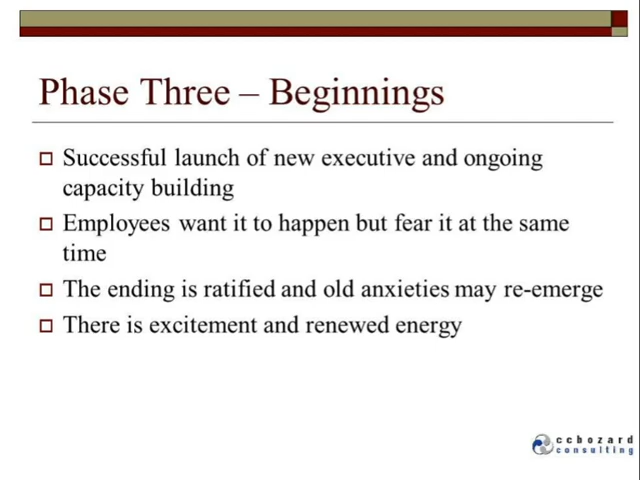 Phase Three – Beginnings
Successful launch of new executive and ongoing
capacity building
Employees want it to happen but fear it at the same
time
The ending is ratified and old anxieties may re-emerge
There is excitement and renewed energy
ccbozard
consulting